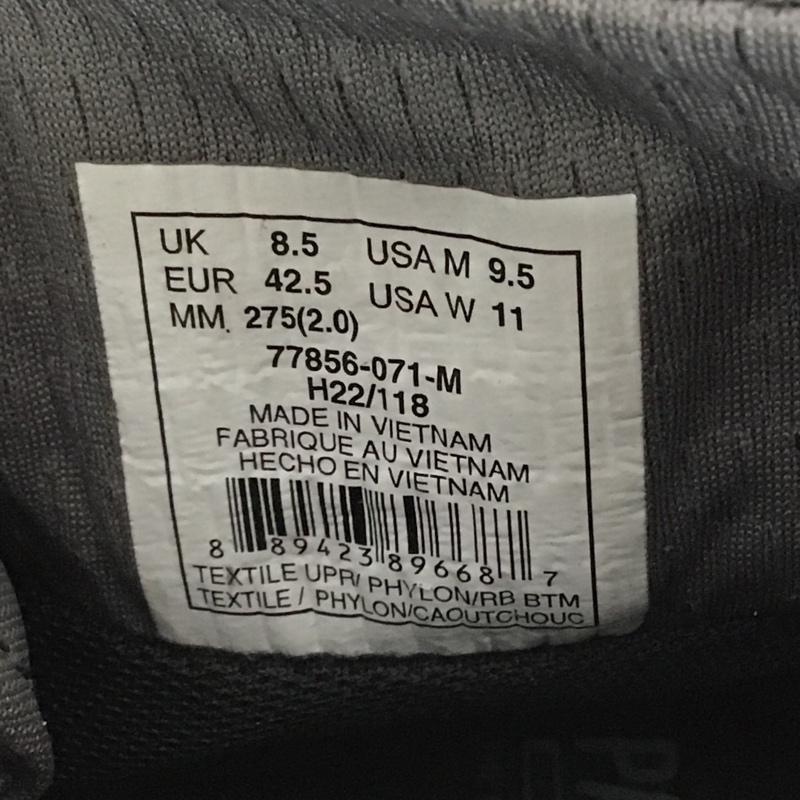 UK 8.5 USA M 9.5
EUR 42.5 USA W 11
MM. 275(2.0)
77856-071-M
H22/118
MADE IN VIETNAM
FABRIQUE AU VIETNAM
HECHO EN VIETNAM
8 89423 89668 7
TEXTILE UPR/ PHYLON/RB BTM
TEXTILE / PHYLON/CAOUTCHOUC